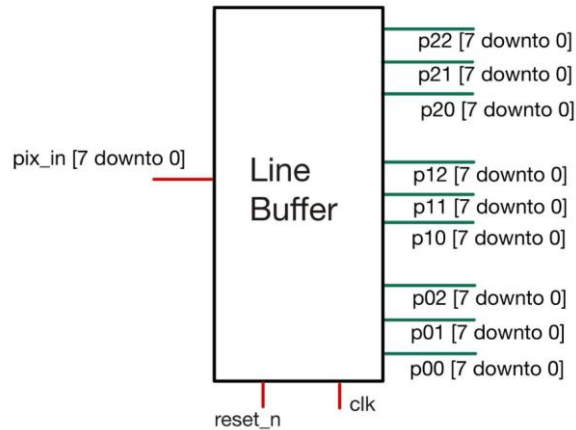 p22 [7 downto 0]
p21 [7 downto 0]
p20 [7 downto 0]
pix_in [7 downto 0]
Line
Buffer
p12 [7 downto 0]
p11 [7 downto 0]
p10 [7 downto 0]
p02 [7 downto 0]
p01 [7 downto 0]
p00 [7 downto 0]
reset_n
clk